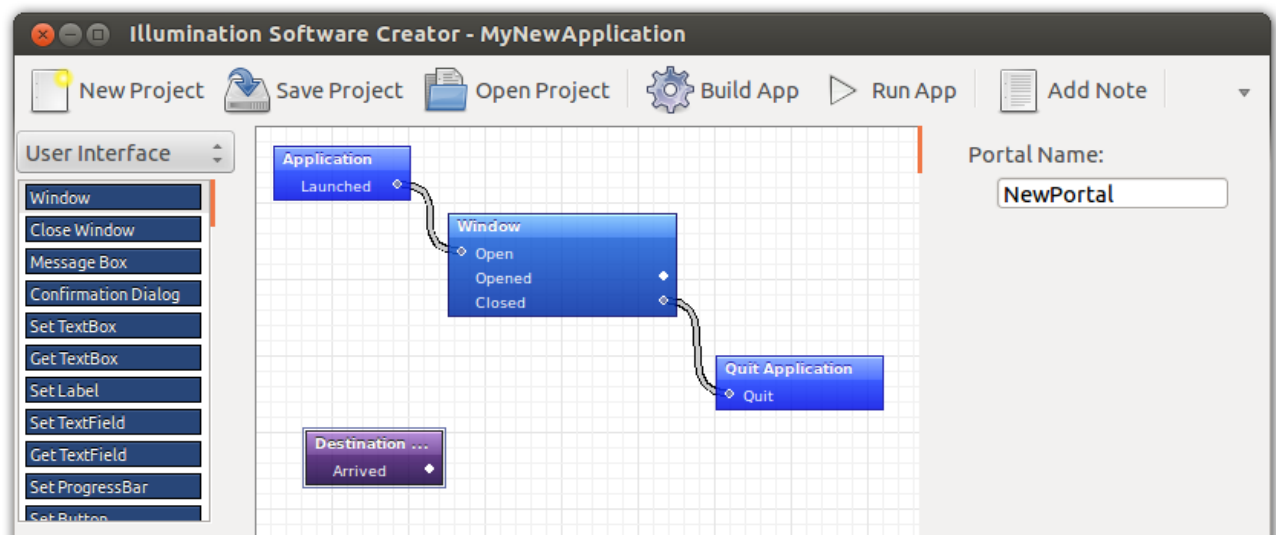 Illumination Software Creator - MyNewApplication
New Project Save Project Open Project Build App Run App Add Note
User Interface
Window
Close Window
Message Box
Confirmation Dialog
Set TextBox
Get TextBox
Set Label
Set TextField
Get TextField
Set ProgressBar
Set Button
Application
Launched
Window
Open
Opened
Closed
Quit Application
Quit
Destination ...
Arrived
Portal Name:
NewPortal